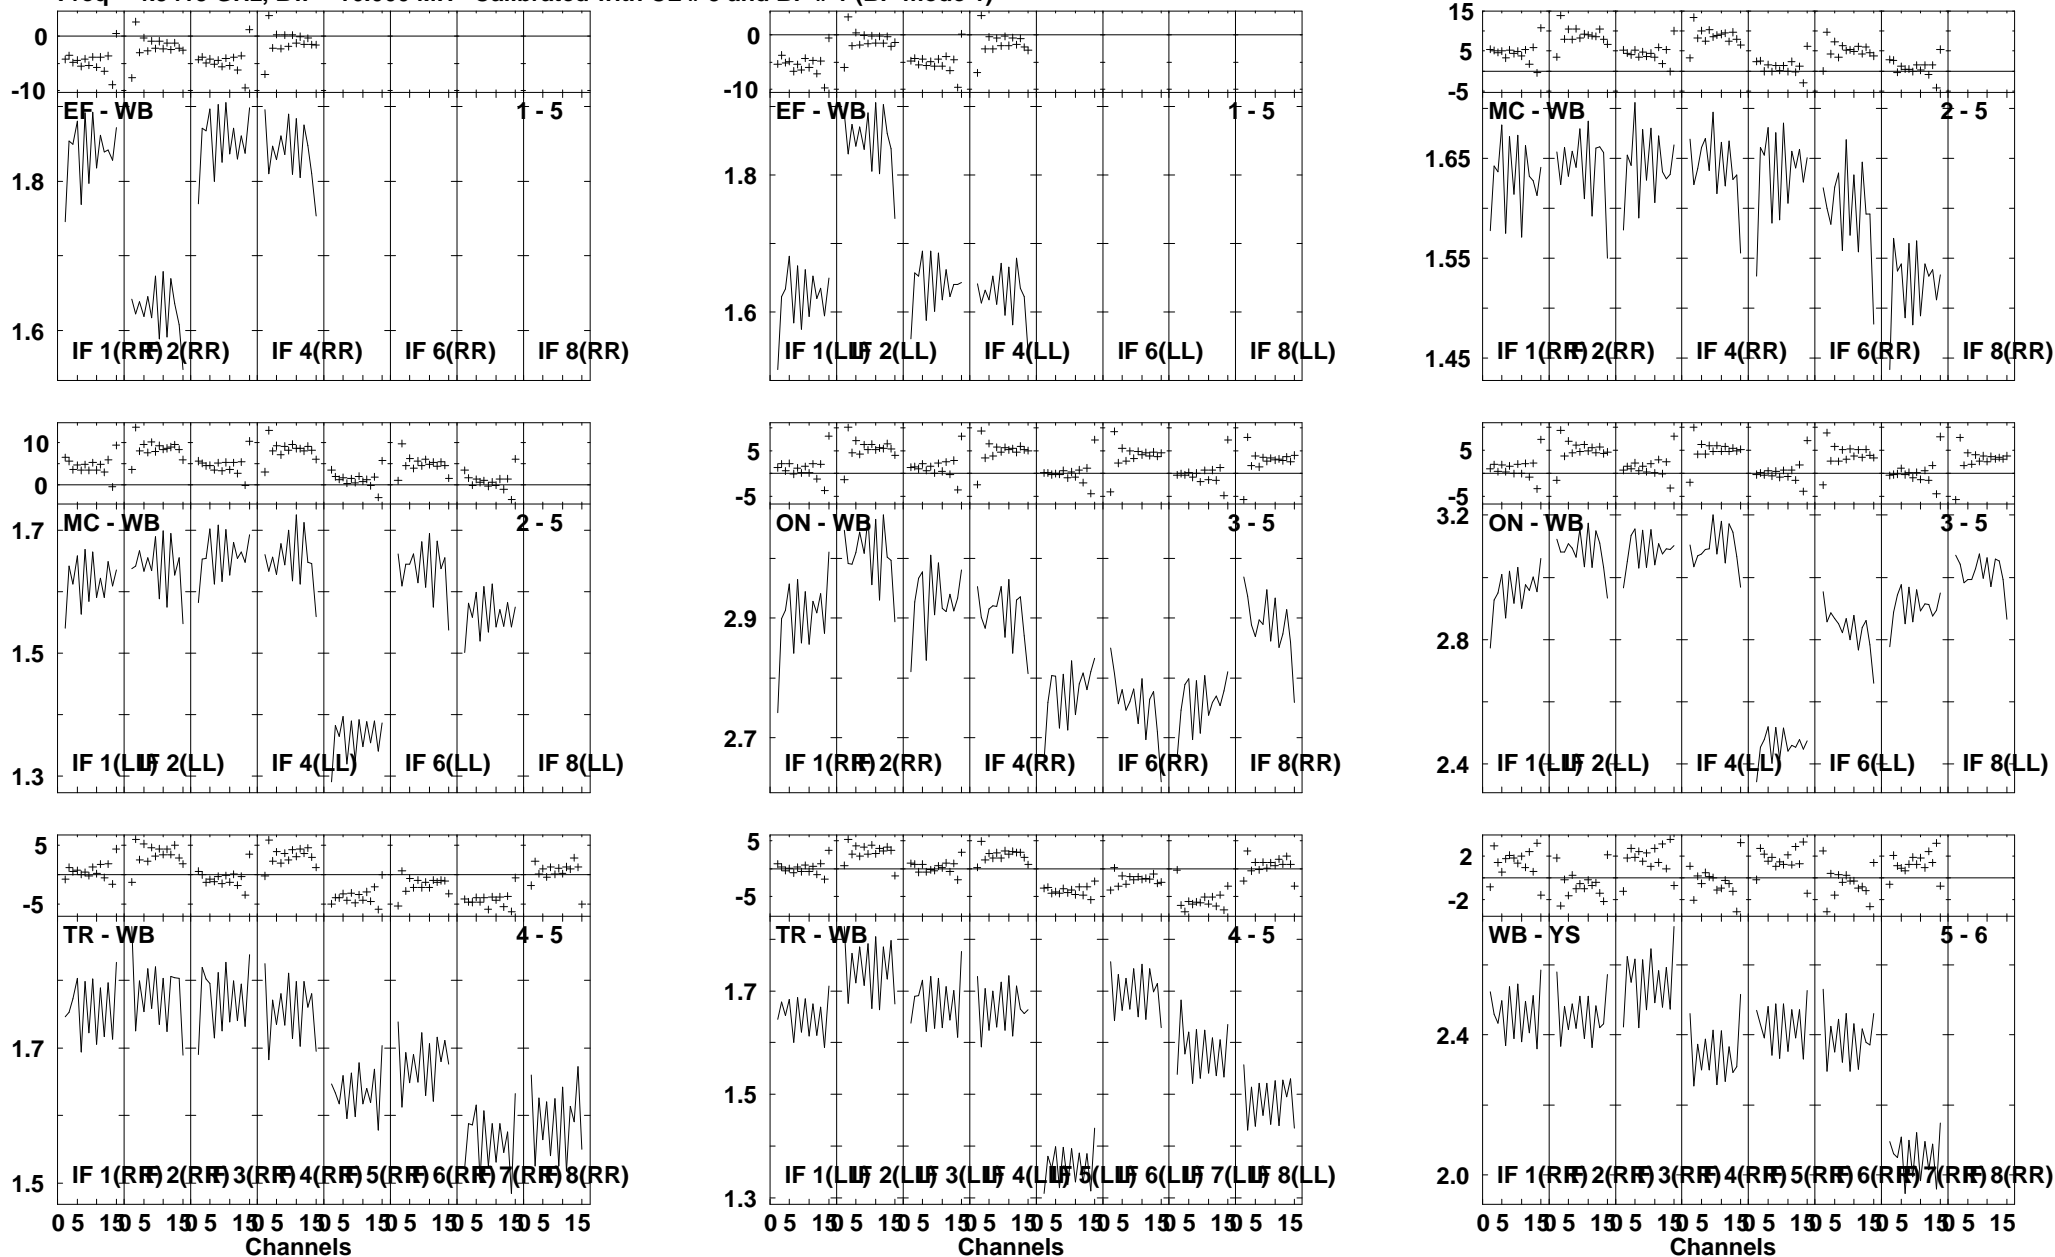 0
-10
EF - WB 1 - 5
1.8
1.6
IF 1(RR) IF 2(RR) IF 4(RR) IF 6(RR) IF 8(RR)
0
-10
EF - WB 1 - 5
1.8
1.6
IF 1(LL) IF 2(LL) IF 4(LL) IF 6(LL) IF 8(LL)
15
5
-5
MC - WB 2 - 5
1.65
1.55
1.45
IF 1(RR) IF 2(RR) IF 4(RR) IF 6(RR) IF 8(RR)
10
0
MC - WB 2 - 5
1.7
1.5
1.3
IF 1(LL) IF 2(LL) IF 4(LL) IF 6(LL) IF 8(LL)
5
-5
ON - WB 3 - 5
2.9
2.7
IF 1(RR) IF 2(RR) IF 4(RR) IF 6(RR) IF 8(RR)
5
-5
3.2
ON - WB 3 - 5
2.8
2.4
IF 1(LL) IF 2(LL) IF 4(LL) IF 6(LL) IF 8(LL)
5
-5
TR - WB 4 - 5
1.7
1.5
IF 1(RR) IF 2(RR) IF 3(RR) IF 4(RR) IF 5(RR) IF 6(RR) IF 7(RR) IF 8(RR)
0 5 15 0 5 15 0 5 15 0 5 15 0 5 15 0 5 15 0 5 15 0 5 15
Channels
5
-5
TR - WB 4 - 5
1.7
1.5
1.3
IF 1(LL) IF 2(LL) IF 3(LL) IF 4(LL) IF 5(LL) IF 6(LL) IF 7(LL) IF 8(LL)
0 5 15 0 5 15 0 5 15 0 5 15 0 5 15 0 5 15 0 5 15 0 5 15
Channels
2
-2
WB - YS 5 - 6
2.4
2.0
IF 1(RR) IF 2(RR) IF 3(RR) IF 4(RR) IF 5(RR) IF 6(RR) IF 7(RR) IF 8(RR)
0 5 15 0 5 15 0 5 15 0 5 15 0 5 15 0 5 15 0 5 15 0 5 15
Channels